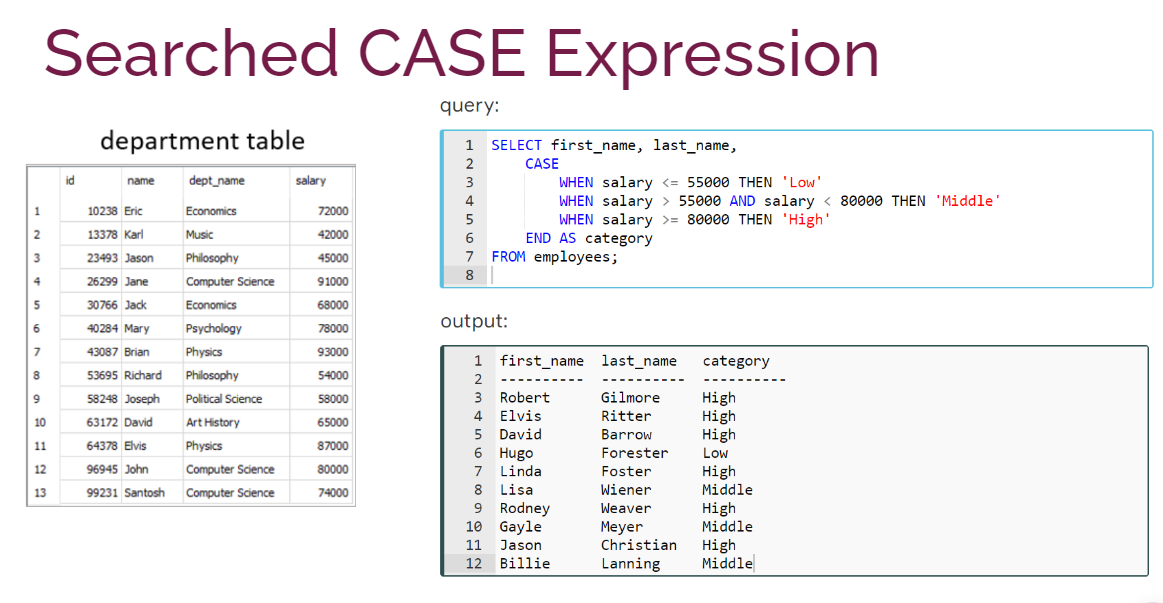 Searched CASE Expression
department table
id name dept_name salary
1 10238 Eric Economics 72000
2 13378 Karl Music 42000
3 23493 Jason Philosophy 45000
4 26299 Jane Computer Science 91000
5 30766 Jack Economics 68000
6 40284 Mary Psychology 78000
7 43087 Brian Physics 93000
8 53695 Richard Philosophy 54000
9 58248 Joseph Political Science 58000
10 63172 David Art History 65000
11 64378 Elvis Physics 87000
12 96945 John Computer Science 80000
13 99231 Santosh Computer Science 74000
query:
1 SELECT first_name, last_name,
2 CASE
3 WHEN salary <= 55000 THEN 'Low'
4 WHEN salary > 55000 AND salary < 80000 THEN 'Middle'
5 WHEN salary >= 80000 THEN 'High'
6 END AS category
7 FROM employees;
8
output:
1 first_name last_name category
2 ---------- ---------- ----------
3 Robert Gilmore High
4 Elvis Ritter High
5 David Barrow High
6 Hugo Forester Low
7 Linda Foster High
8 Lisa Wiener Middle
9 Rodney Weaver High
10 Gayle Meyer Middle
11 Jason Christian High
12 Billie Lanning Middle